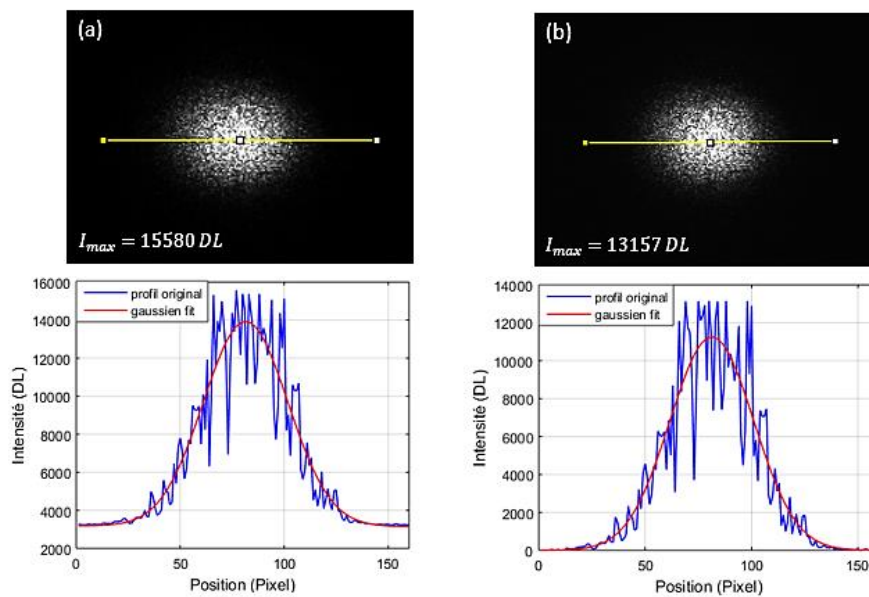 (a)
I_max = 15580 DL
16000
14000
12000
10000
8000
6000
4000
2000
Intensité (DL)
profil original
gaussien fit
0
50
100
150
Position (Pixel)
(b)
I_max = 13157 DL
14000
12000
10000
8000
6000
4000
2000
0
Intensité (DL)
profil original
gaussien fit
0
50
100
150
Position (Pixel)